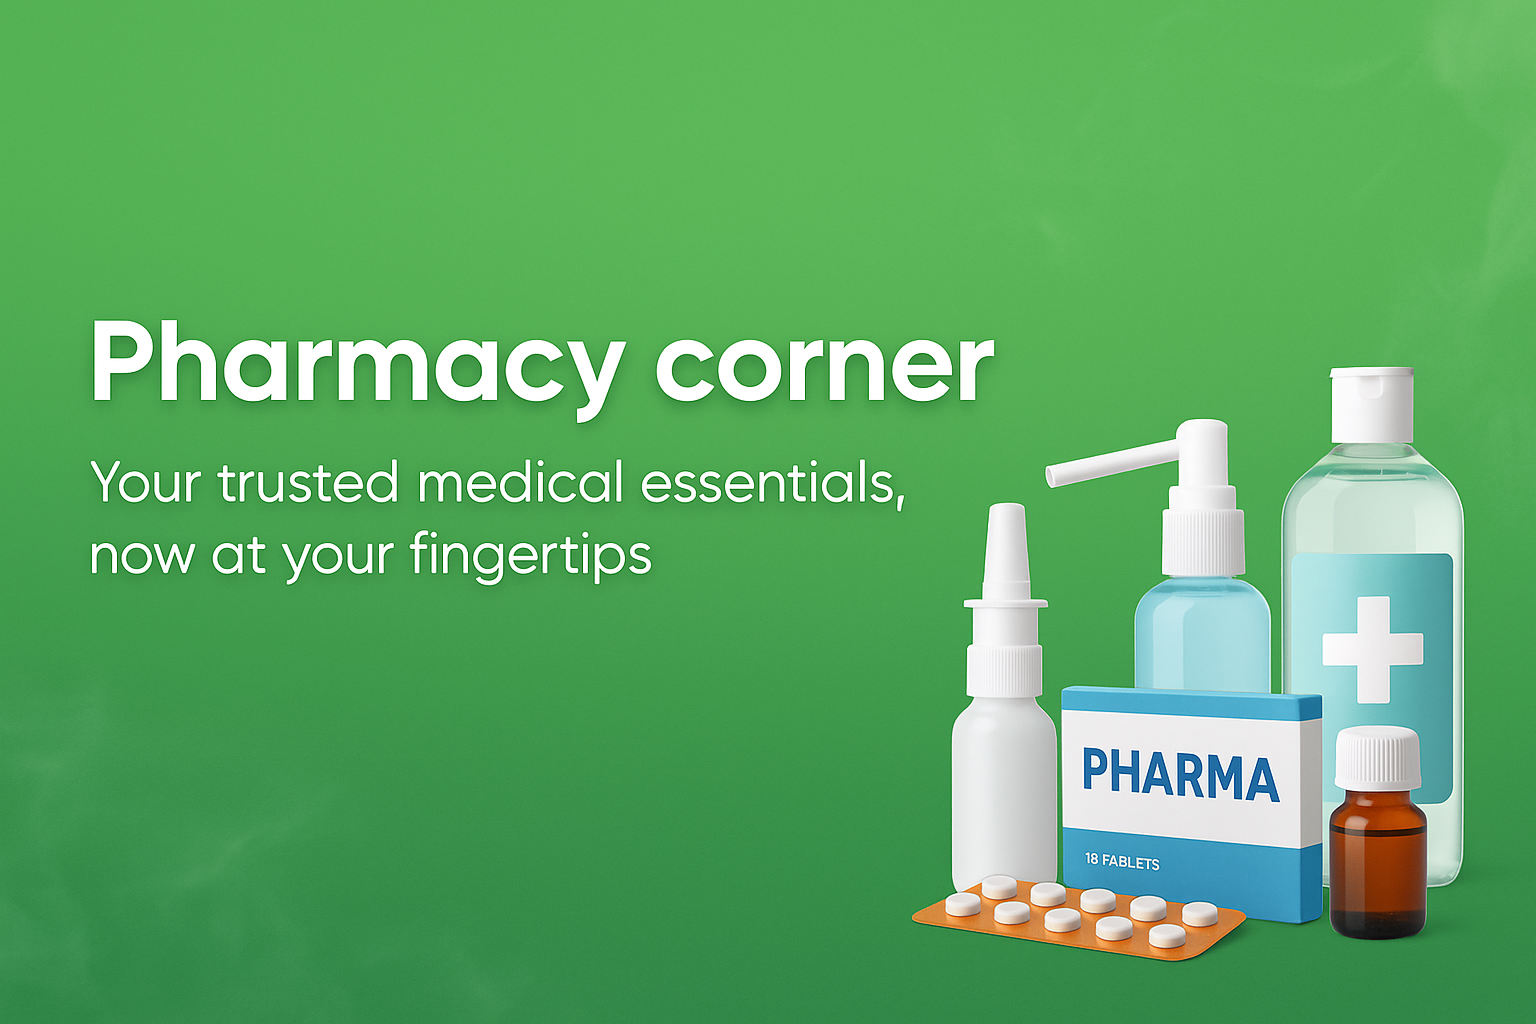 Pharmacy corner
Your trusted medical essentials,
now at your fingertips
PHARMA
18 FABLETS